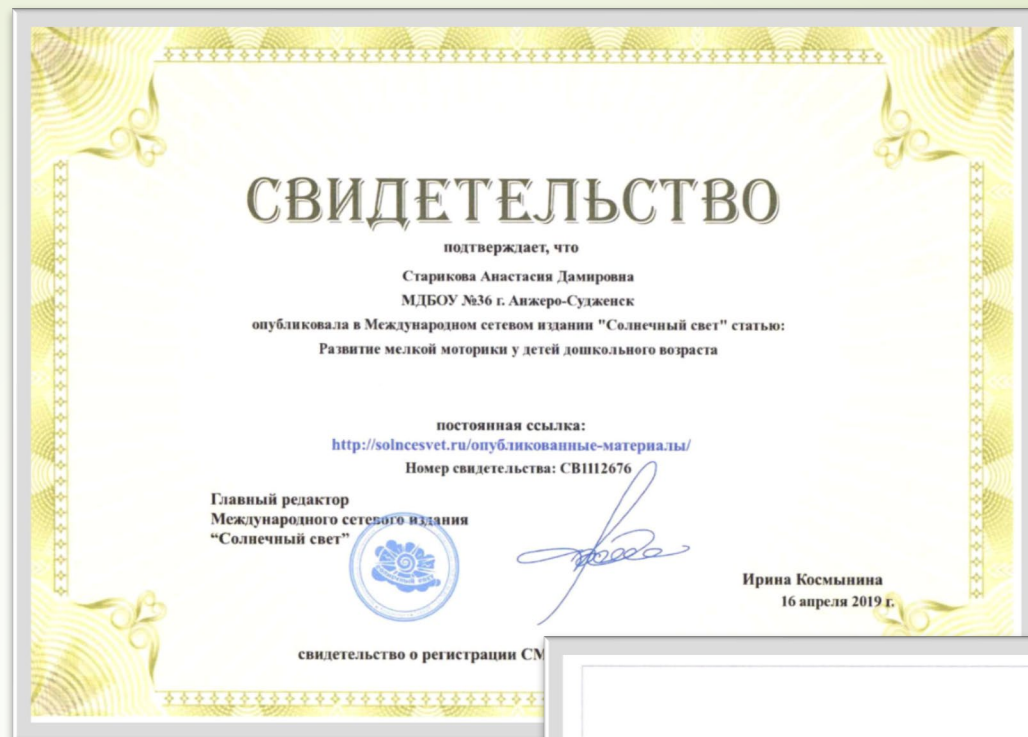 СВИДЕТЕЛЬСТВО
подтверждает, что
Старикова Анастасия Дамировна
МДБОУ №36 г. Анжеро-Судженск
опубликовала в Международном сетевом издании "Солнечный свет" статью:
Развитие мелкой моторики у детей дошкольного возраста
постоянная ссылка:
http://solncesvet.ru/опубликованные-материалы/
Номер свидетельства: СВ1112676
Главный редактор
Международного сетевого издания
“Солнечный свет”
Ирина Космынина
16 апреля 2019 г.
свидетельство о регистрации СМ